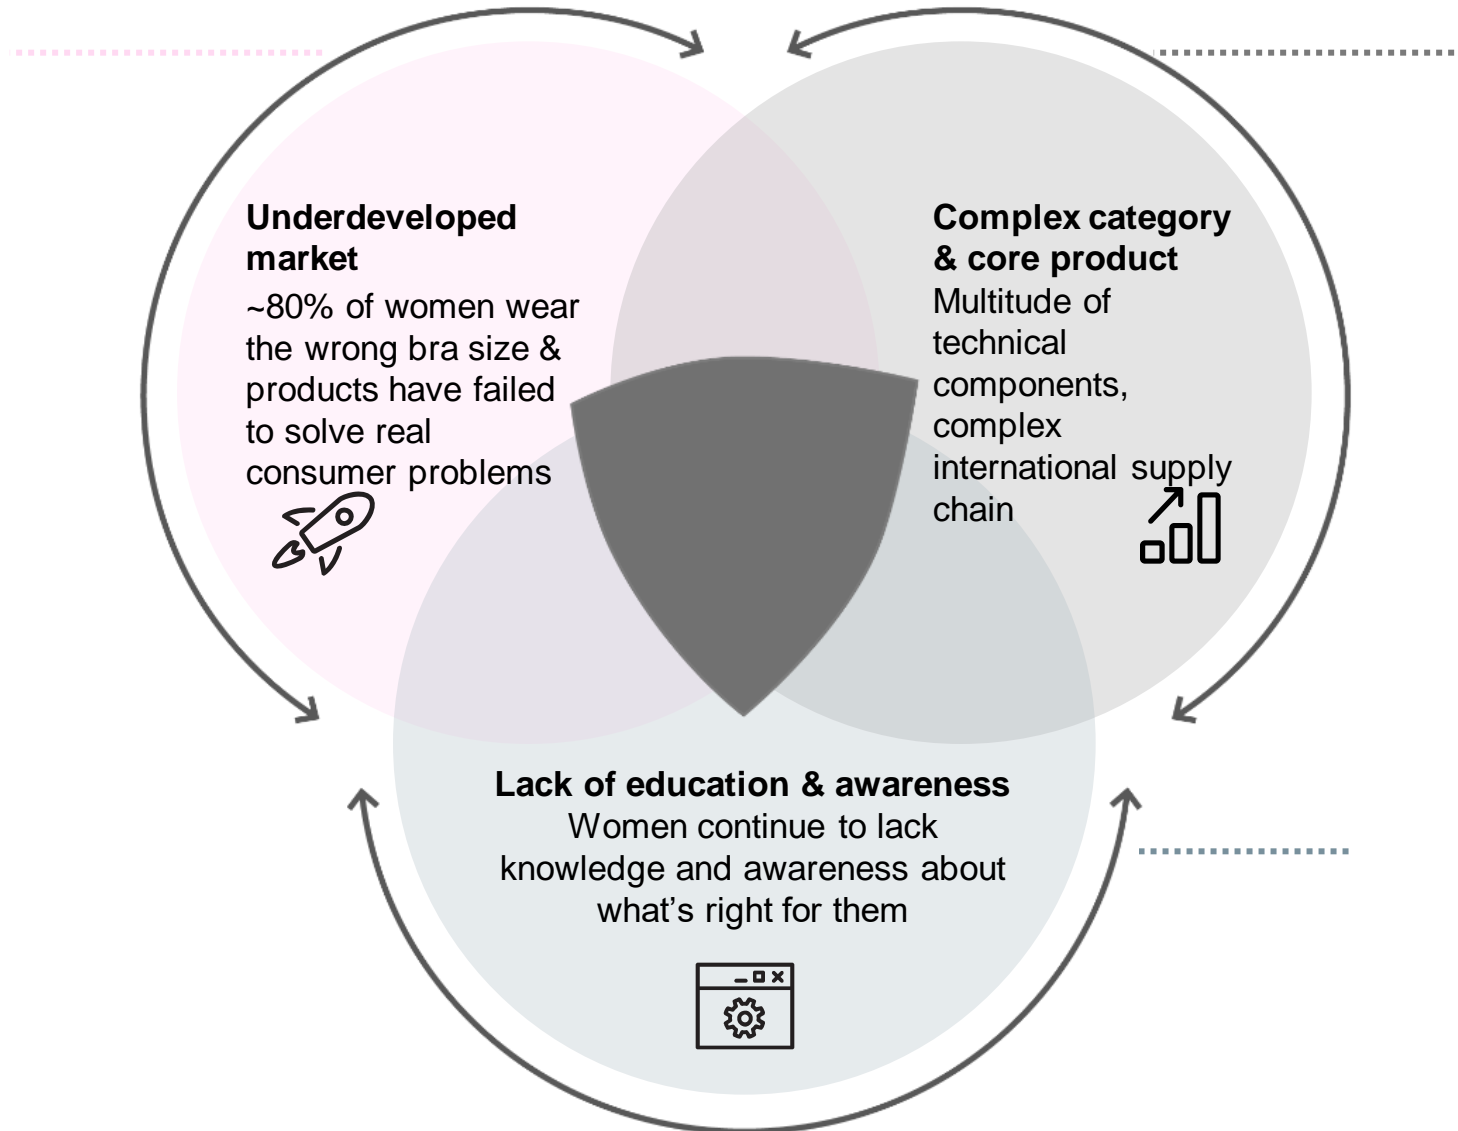 Underdeveloped
market
~80% of women wear
the wrong bra size &
products have failed
to solve real
consumer problems
Complex category
& core product
Multitude of
technical
components,
complex
international supply
chain
Lack of education & awareness
Women continue to lack
knowledge and awareness about
what's right for them